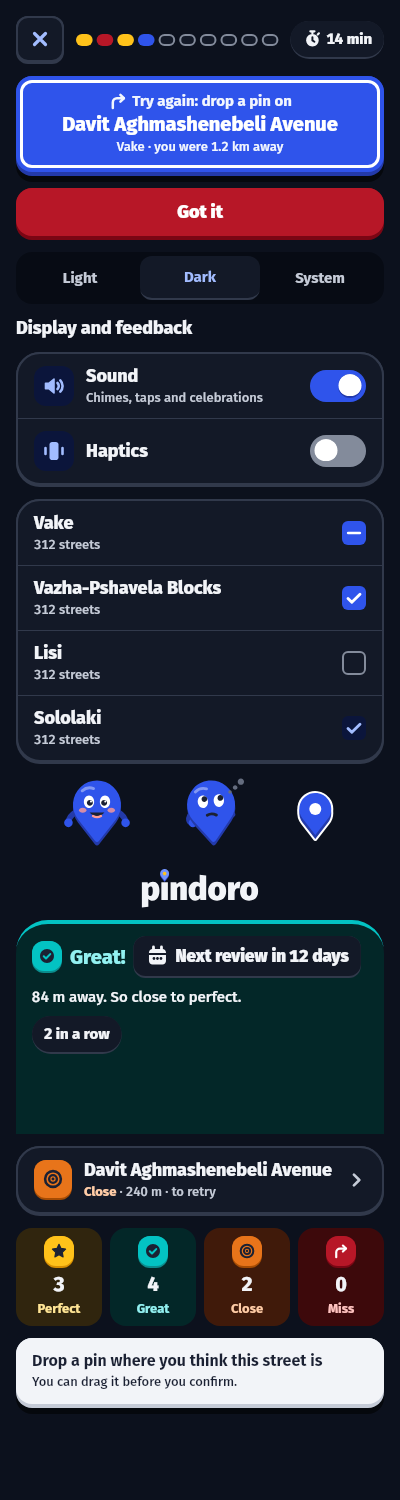 14 min
Try again: drop a pin on
Davit Aghmashenebeli Avenue
Vake · you were 1.2 km away
Got it
Light
Dark
System
Display and feedback
Sound
Chimes, taps and celebrations
Haptics
Vake
312 streets
Vazha-Pshavela Blocks
312 streets
Lisi
312 streets
Sololaki
312 streets
pindoro
Great!
Next review in 12 days
84 m away. So close to perfect.
2 in a row
Davit Aghmashenebeli Avenue
Close · 240 m · to retry
3
Perfect
4
Great
2
Close
0
Miss
Drop a pin where you think this street is
You can drag it before you confirm.